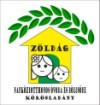 ZÖLDÁG
NAPKÖZIOTTHONOS ÓVODA ÉS BÖLCSŐDE
KÖRÖSLADÁNY